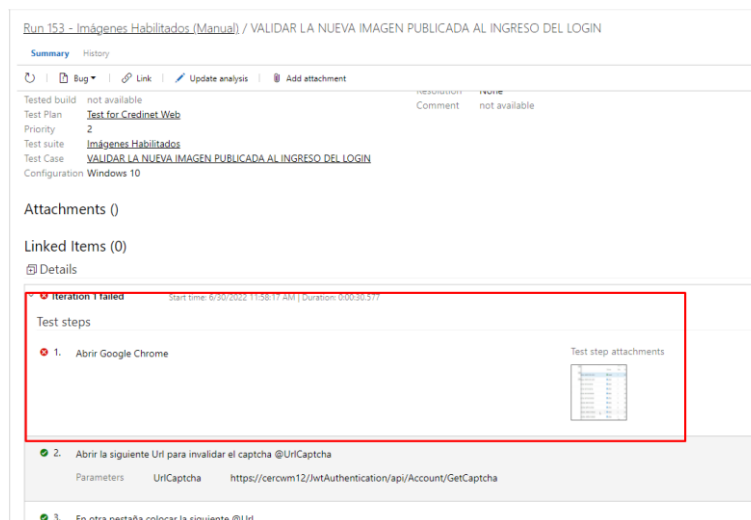 Run 153 - Imágenes Habilitados (Manual) / VALIDAR LA NUEVA IMAGEN PUBLICADA AL INGRESO DEL LOGIN
Summary History
Bug Link Update analysis Add attachment
Tested build not available
Resolution None
Test Plan Test for Credinet Web
Comment not available
Priority 2
Test suite Imágenes Habilitados
Test Case VALIDAR LA NUEVA IMAGEN PUBLICADA AL INGRESO DEL LOGIN
Configuration Windows 10
Attachments ()
Linked Items (0)
Details
Iteration 1 failed Start time: 6/30/2022 11:58:17 AM | Duration: 0:00:30.577
Test steps
1. Abrir Google Chrome
Test step attachments
2. Abrir la siguiente Url para invalidar el captcha @UrlCaptcha
Parameters UrlCaptcha https://cercwm12/JwtAuthentication/api/Account/GetCaptcha
3. En otra pestaña colocar la siguiente @Url